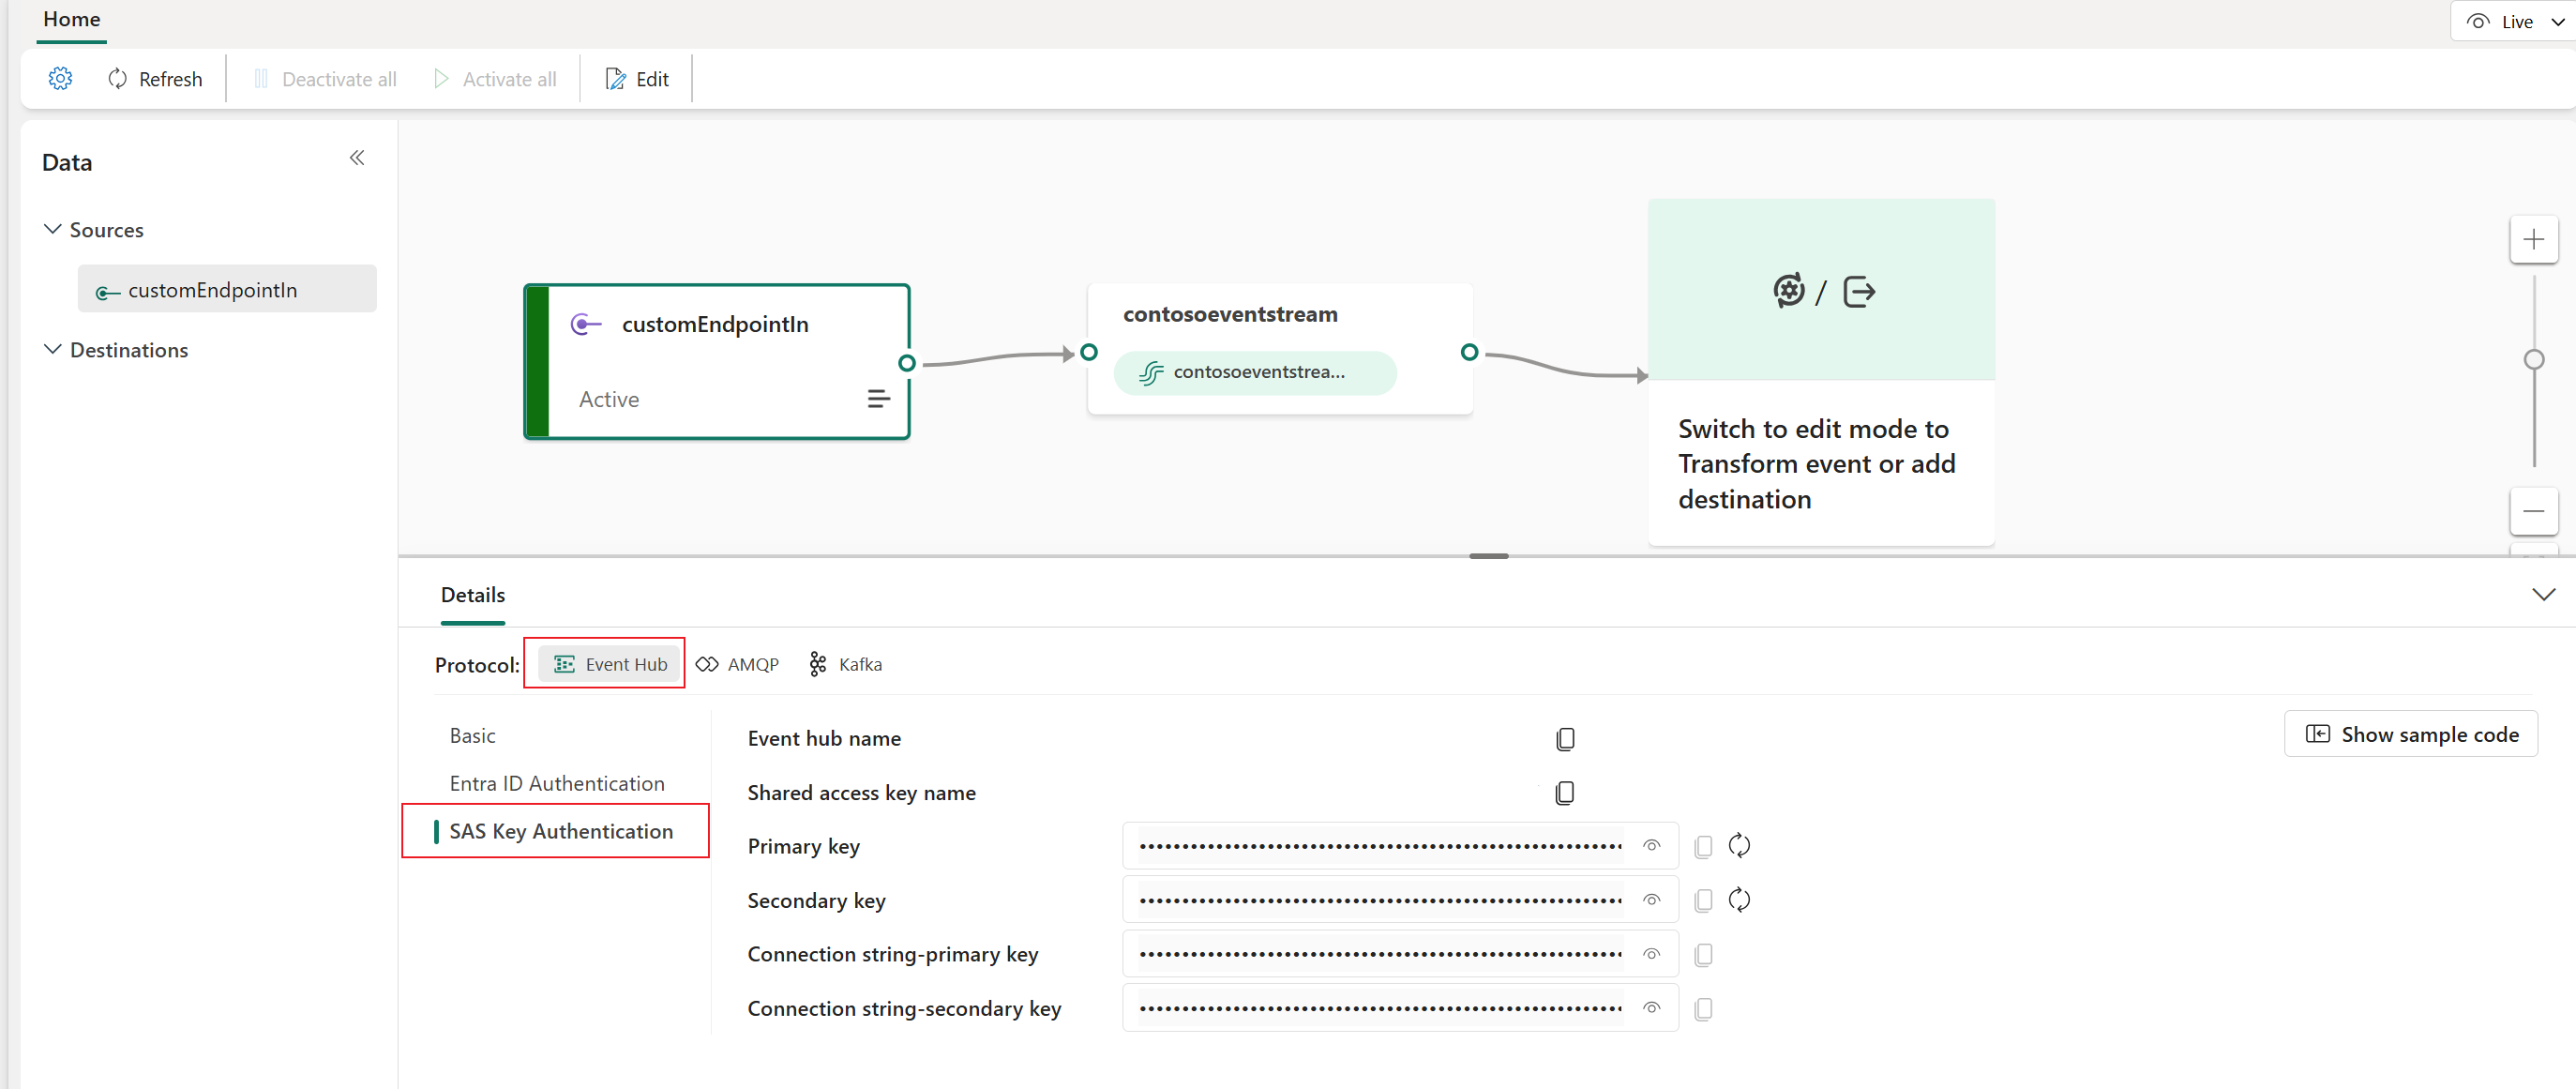 Home
Live
Refresh
Deactivate all
Activate all
Edit
Data
Sources
customEndpointIn
Destinations
customEndpointIn
Active
contosoeventstream
contosoeventstrea...
/
Switch to edit mode to
Transform event or add
destination
Details
Protocol:
Event Hub
AMQP
Kafka
Basic
Entra ID Authentication
SAS Key Authentication
Event hub name
Shared access key name
Primary key
Secondary key
Connection string-primary key
Connection string-secondary key
Show sample code